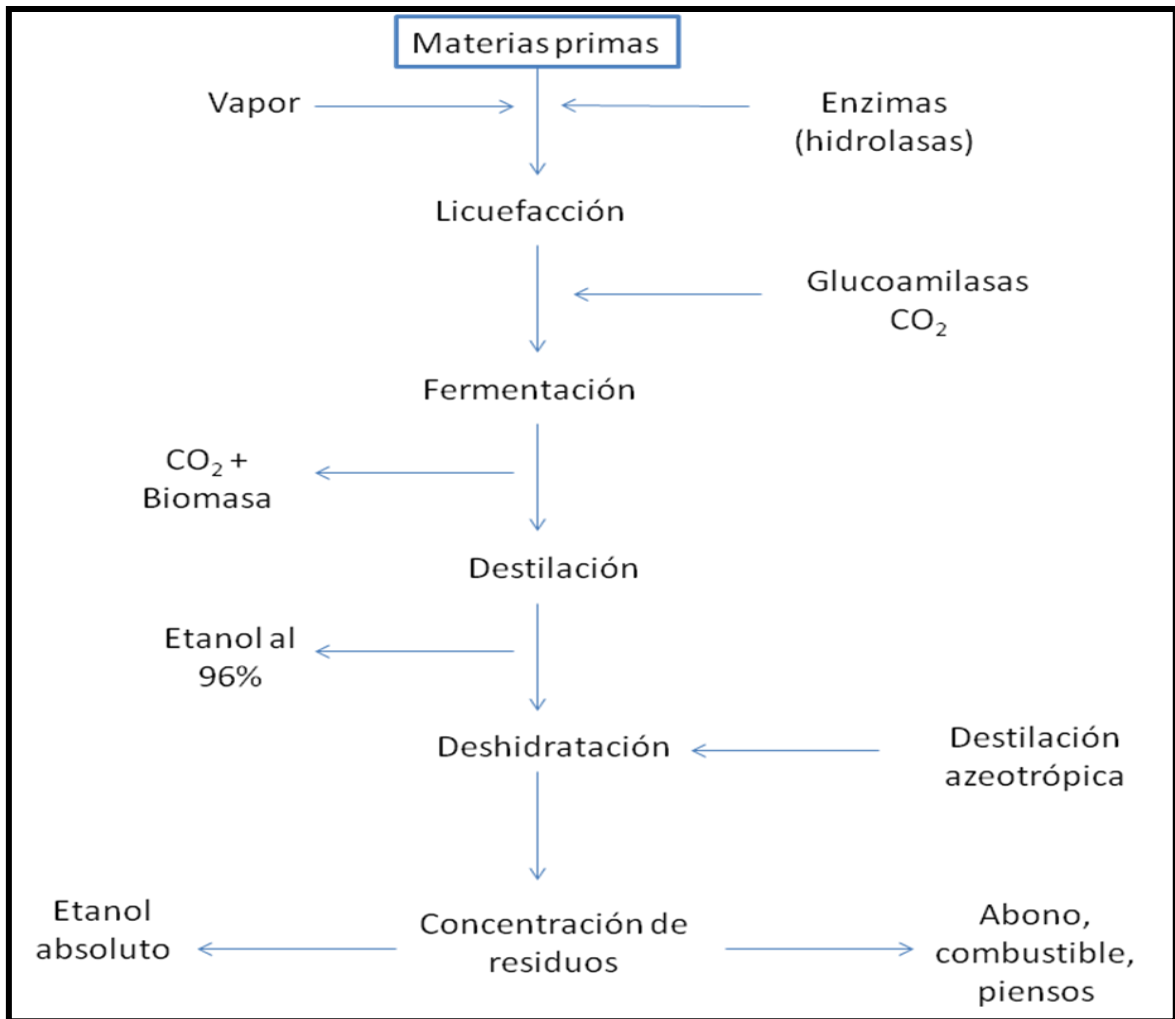 Materias primas
Vapor
Enzimas
(hidrolasas)
Licuefacción
Glucoamilasas
CO₂
Fermentación
CO₂ +
Biomasa
Destilación
Etanol al
96%
Deshidratación
Destilación
azeotrópica
Etanol
absoluto
Concentración de
residuos
Abono,
combustible,
piensos